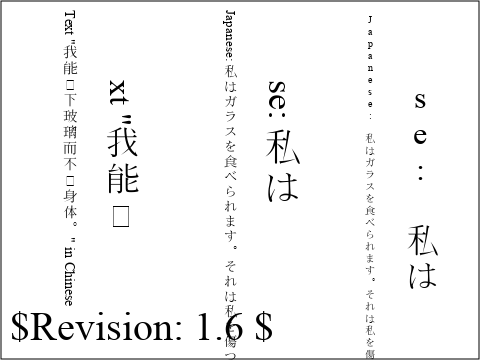 Text "我能□下玻璃而不□身体。" in Chinese
xt "我能□
Japanese: 私はガラスを食べられます。それは私を傷つ
se: 私は
Japanese: 私はガラスを食べられます。それは私を傷
se: 私は
$Revision: 1.6 $